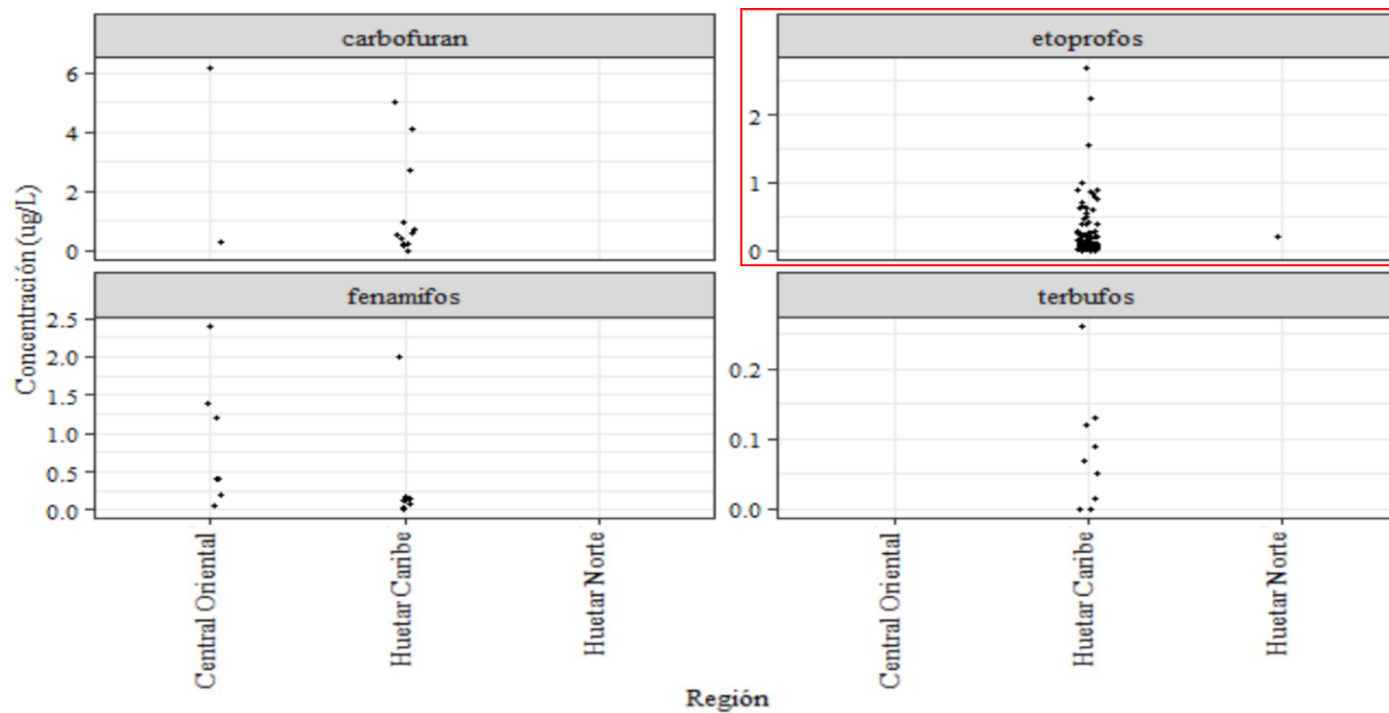 carbofuran
etoprofos
6
4
2
0
2
1
0
fenamifos
terbufos
2.5
2.0
1.5
1.0
0.5
0.0
0.2
0.1
0.0
Concentración (ug/L)
Central Oriental
Huetar Caribe
Huetar Norte
Central Oriental
Huetar Caribe
Huetar Norte
Región